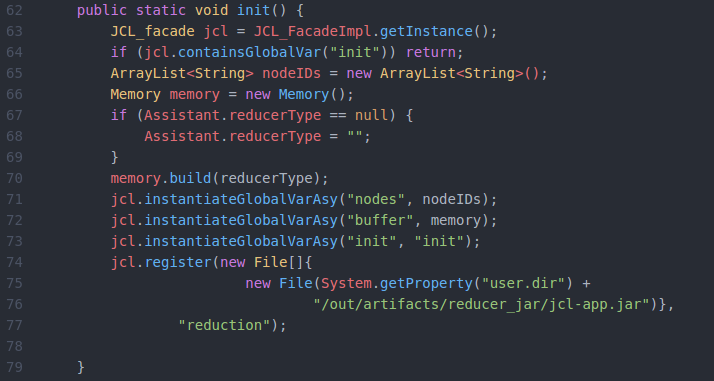 62 public static void init() {
63 JCL_facade jcl = JCL_FacadeImpl.getInstance();
64 if (jcl.containsGlobalVar("init")) return;
65 ArrayList<String> nodeIDs = new ArrayList<String>();
66 Memory memory = new Memory();
67 if (Assistant.reducerType == null) {
68 Assistant.reducerType = "";
69 }
70 memory.build(reducerType);
71 jcl.instantiateGlobalVarAsy("nodes", nodeIDs);
72 jcl.instantiateGlobalVarAsy("buffer", memory);
73 jcl.instantiateGlobalVarAsy("init", "init");
74 jcl.register(new File[]{
75 new File(System.getProperty("user.dir") +
76 "/out/artifacts/reducer_jar/jcl-app.jar")},
77 "reduction");
78
79 }